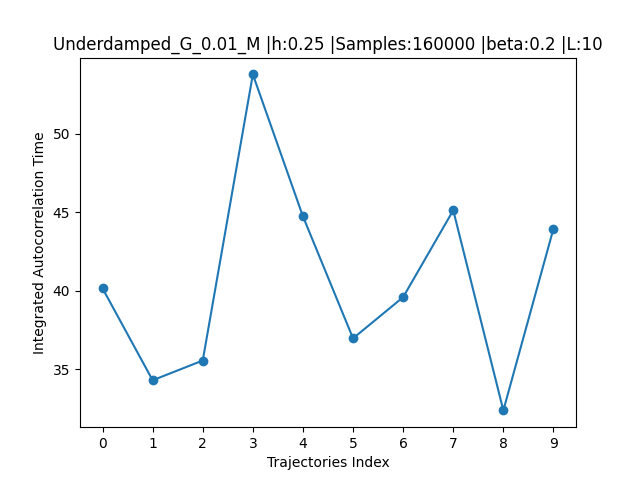 Underdamped_G_0.01_M |h:0.25 |Samples:160000 |beta:0.2 |L:10
Integrated Autocorrelation Time
50
45
40
35
0 1 2 3 4 5 6 7 8 9
Trajectories Index